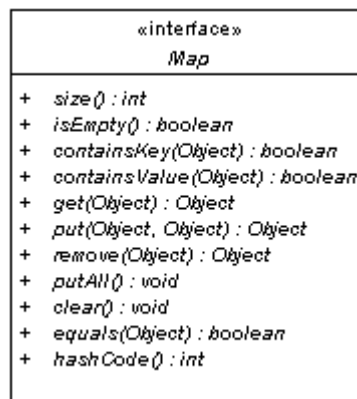 «interface»
Map
+ size() : int
+ isEmpty() : boolean
+ containsKey(Object) : boolean
+ containsValue(Object) : boolean
+ get(Object) : Object
+ put(Object, Object) : Object
+ remove(Object) : Object
+ putAll() : void
+ clear() : void
+ equals(Object) : boolean
+ hashCode() : int